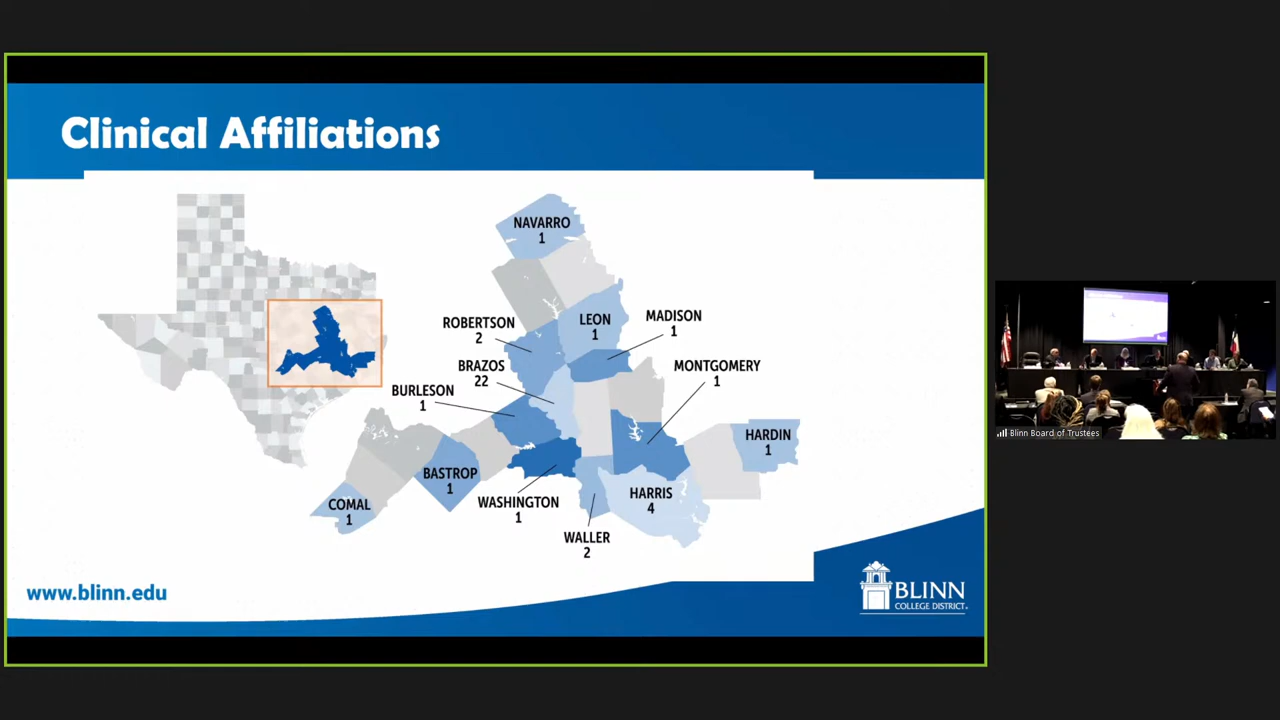 Clinical Affiliations
NAVARRO
1
ROBERTSON
2
LEON
1
MADISON
1
BRAZOS
22
MONTGOMERY
1
BURLESON
1
HARDIN
1
BASTROP
1
COMAL
1
WASHINGTON
1
HARRIS
4
WALLER
2
www.blinn.edu
BLINN
COLLEGE DISTRICT®
Blinn Board of Trustees